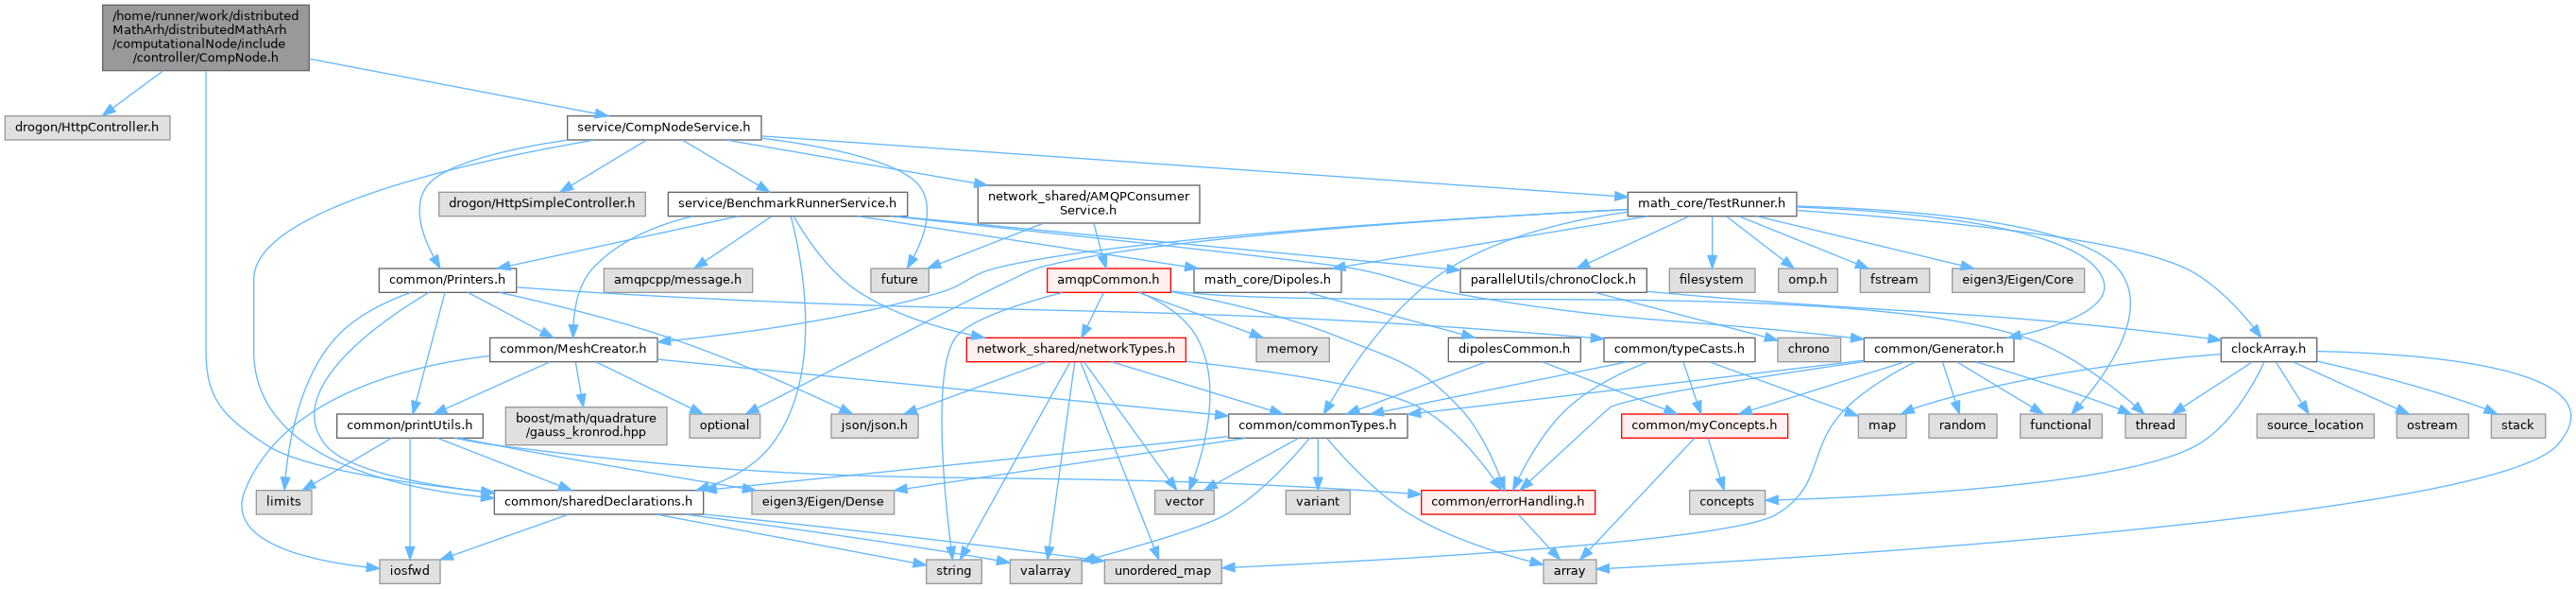 /home/runner/work/distributed
MathArh/distributedMathArh
/computationalNode/include
/controller/CompNode.h
drogon/HttpController.h
service/CompNodeService.h
drogon/HttpSimpleController.h
service/BenchmarkRunnerService.h
network_shared/AMQPConsumer
Service.h
math_core/TestRunner.h
common/Printers.h
amqpcpp/message.h
future
amqpCommon.h
math_core/Dipoles.h
parallelUtils/chronoClock.h
filesystem
omp.h
fstream
eigen3/Eigen/Core
common/MeshCreator.h
network_shared/networkTypes.h
memory
dipolesCommon.h
common/typeCasts.h
chrono
common/Generator.h
clockArray.h
common/printUtils.h
boost/math/quadrature
/gauss_kronrod.hpp
optional
json/json.h
common/commonTypes.h
common/myConcepts.h
map
random
functional
thread
source_location
ostream
stack
limits
common/sharedDeclarations.h
eigen3/Eigen/Dense
vector
variant
common/errorHandling.h
concepts
iosfwd
string
valarray
unordered_map
array